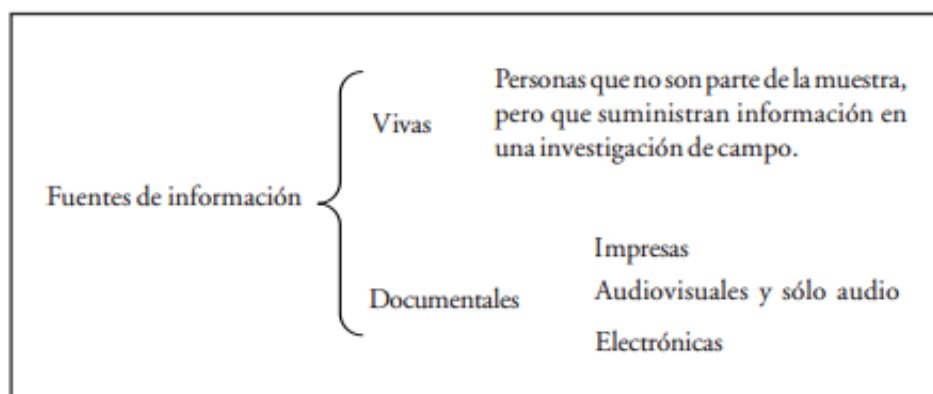 Personas que no son parte de la muestra,
Vivas pero que suministran información en
una investigación de campo.
Fuentes de información
Impresas
Documentales Audiovisuales y sólo audio
Electrónicas